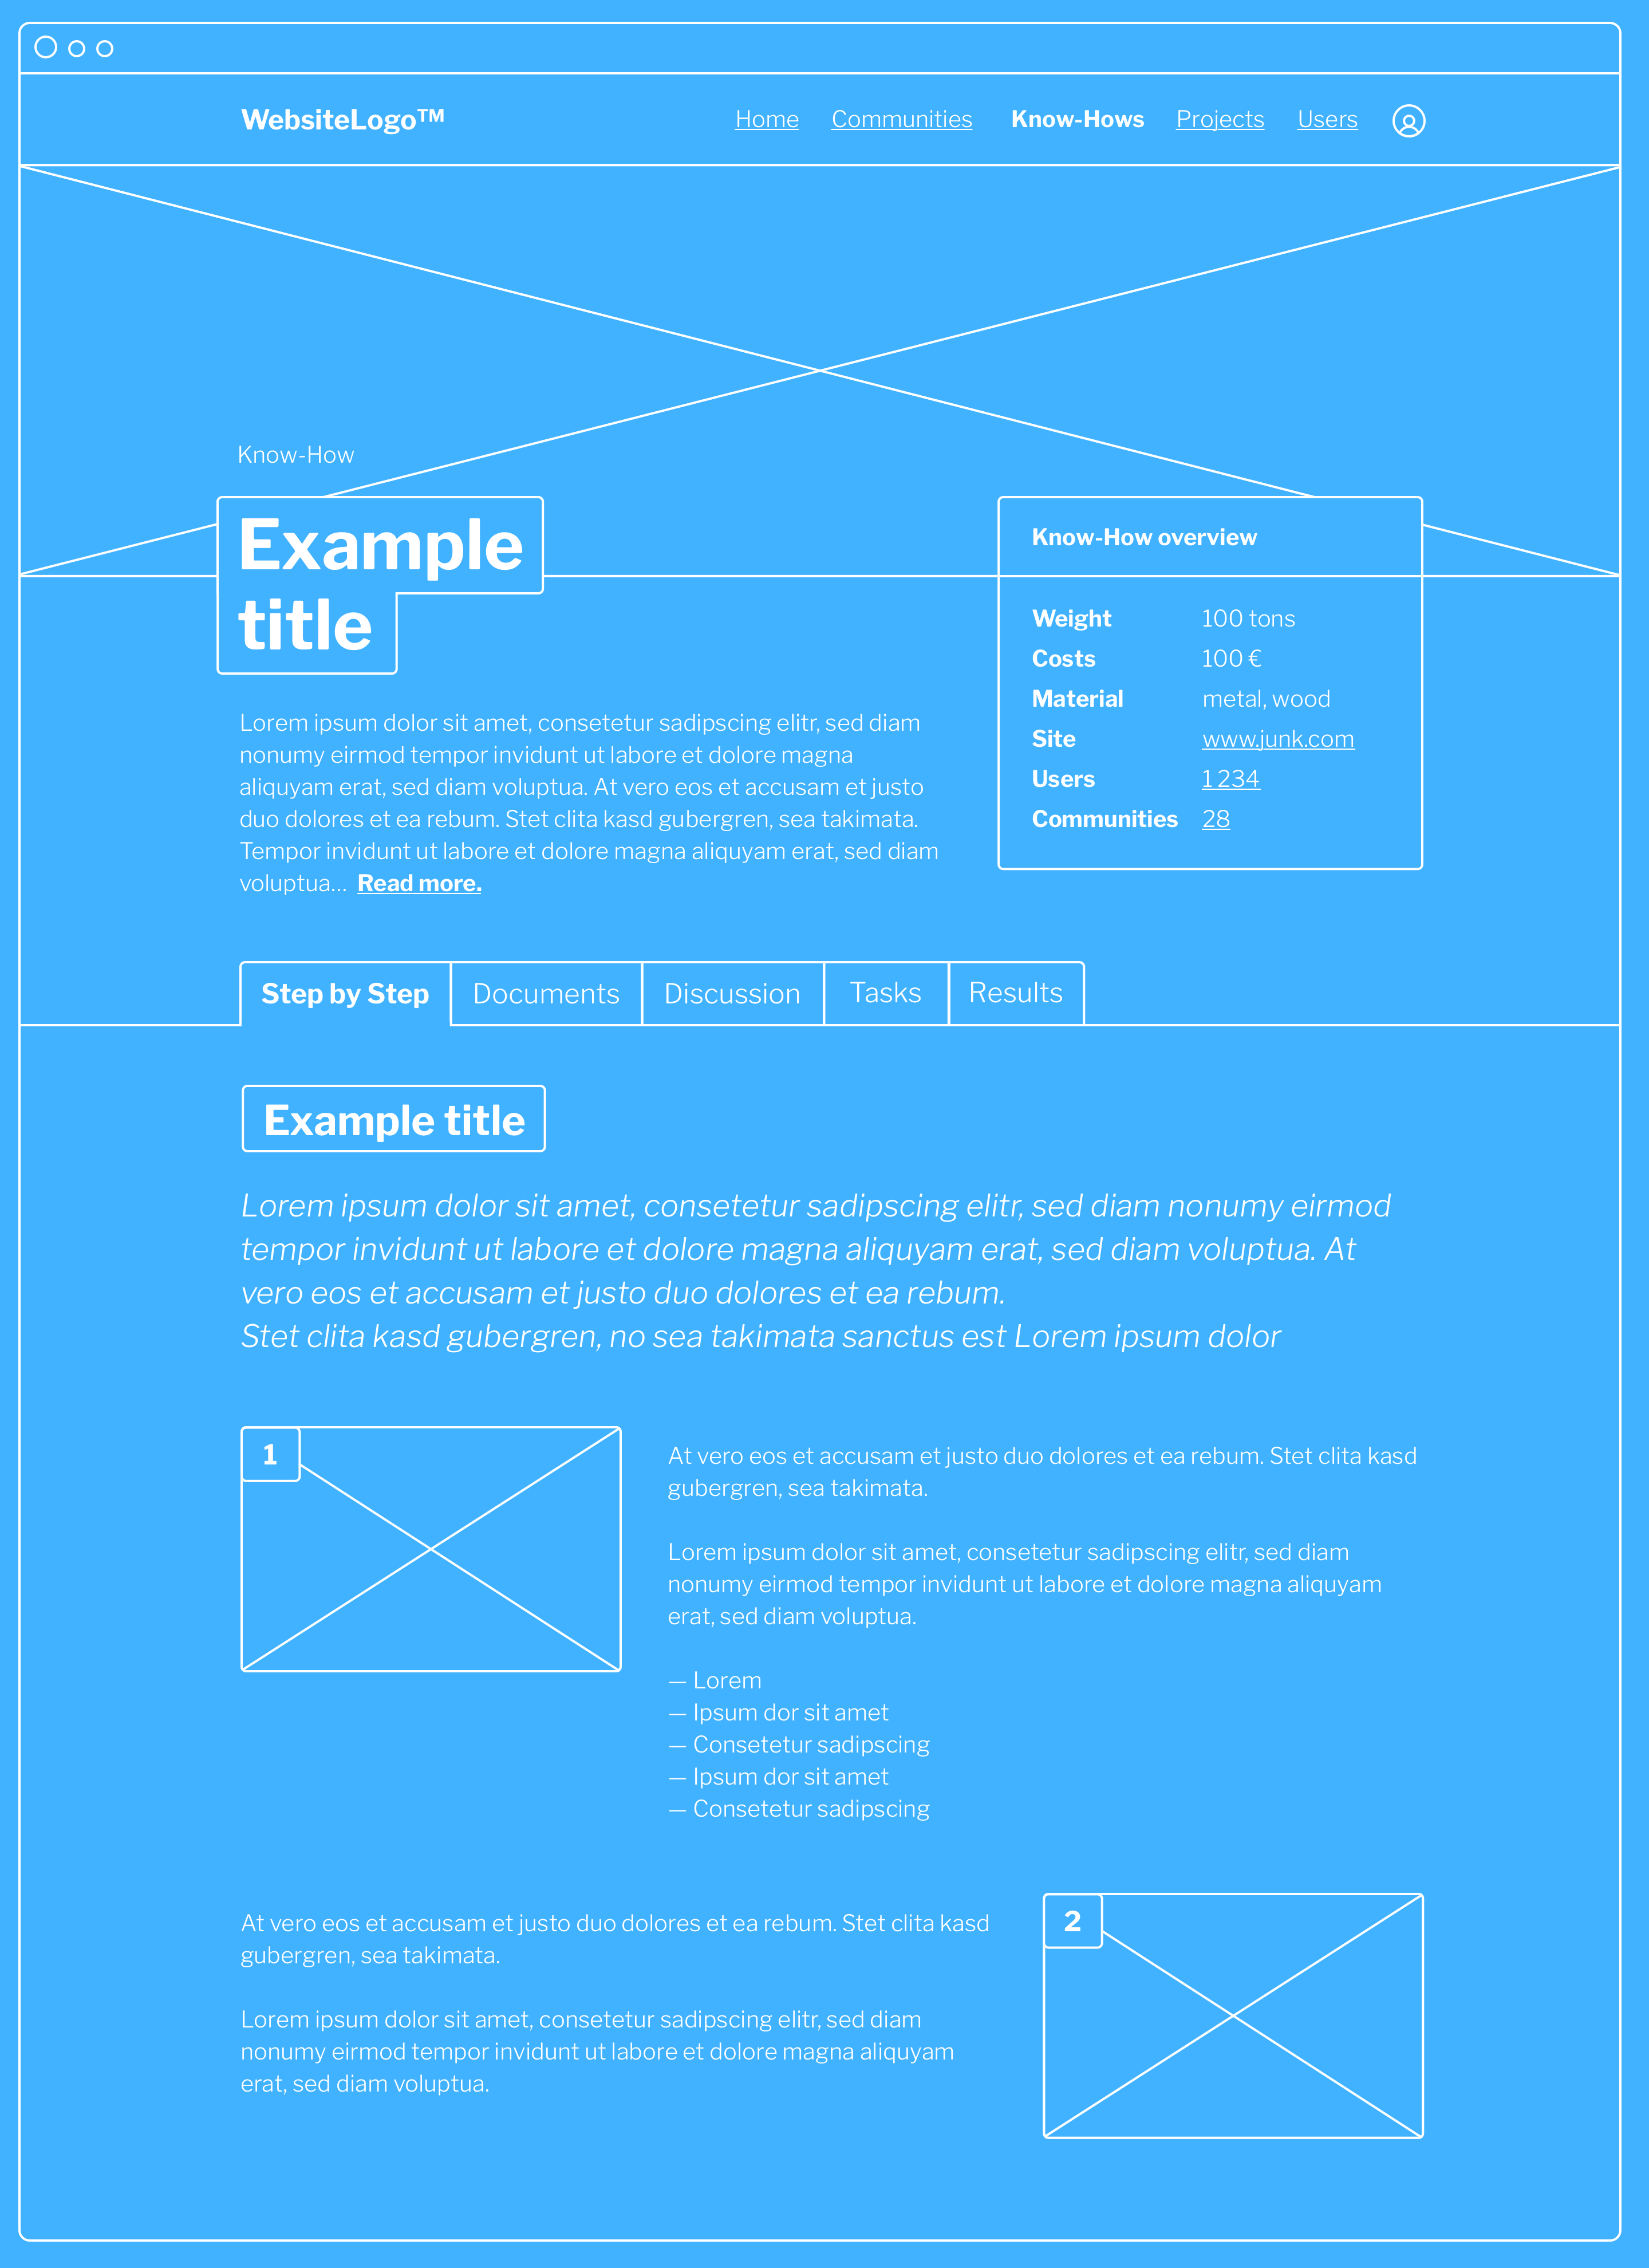 WebsiteLogo™
Home Communities Know-Hows Projects Users
Know-How
Example
title
Lorem ipsum dolor sit amet, consetetur sadipscing elitr, sed diam
nonumy eirmod tempor invidunt ut labore et dolore magna
aliquyam erat, sed diam voluptua. At vero eos et accusam et justo
duo dolores et ea rebum. Stet clita kasd gubergren, sea takimata.
Tempor invidunt ut labore et dolore magna aliquyam erat, sed diam
voluptua... Read more.
Know-How overview
Weight 100 tons
Costs 100 €
Material metal, wood
Site www.junk.com
Users 1 234
Communities 28
Step by Step Documents Discussion Tasks Results
Example title
Lorem ipsum dolor sit amet, consetetur sadipscing elitr, sed diam nonumy eirmod
tempor invidunt ut labore et dolore magna aliquyam erat, sed diam voluptua. At
vero eos et accusam et justo duo dolores et ea rebum.
Stet clita kasd gubergren, no sea takimata sanctus est Lorem ipsum dolor
1
At vero eos et accusam et justo duo dolores et ea rebum. Stet clita kasd
gubergren, sea takimata.
Lorem ipsum dolor sit amet, consetetur sadipscing elitr, sed diam
nonumy eirmod tempor invidunt ut labore et dolore magna aliquyam
erat, sed diam voluptua.
— Lorem
— Ipsum dor sit amet
— Consetetur sadipscing
— Ipsum dor sit amet
— Consetetur sadipscing
At vero eos et accusam et justo duo dolores et ea rebum. Stet clita kasd
gubergren, sea takimata.
Lorem ipsum dolor sit amet, consetetur sadipscing elitr, sed diam
nonumy eirmod tempor invidunt ut labore et dolore magna aliquyam
erat, sed diam voluptua.
2